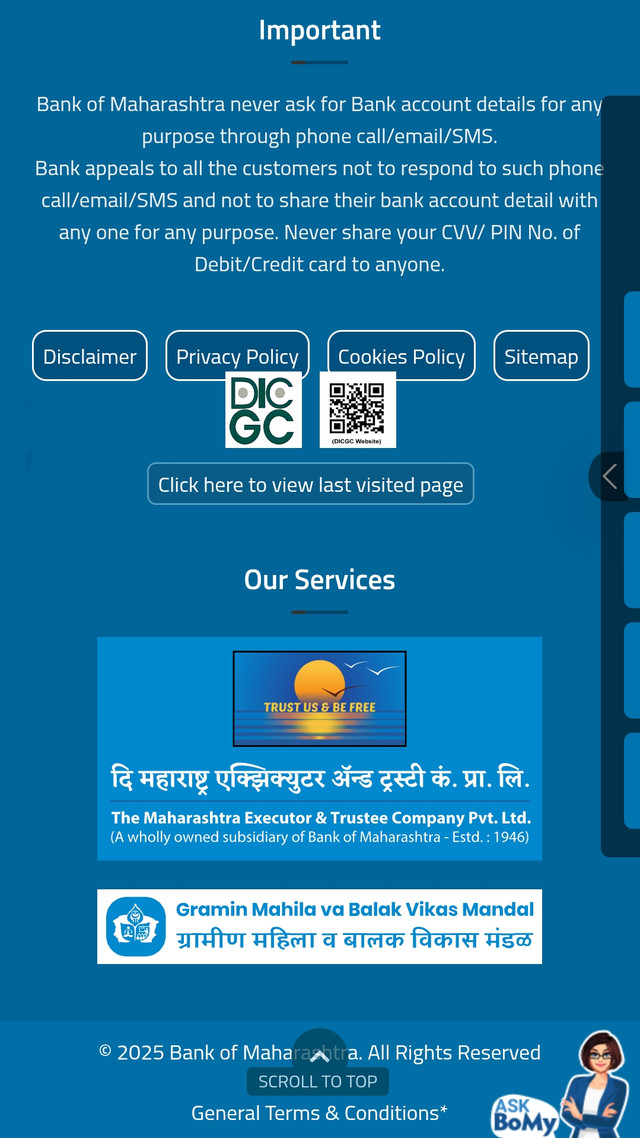 Important
Bank of Maharashtra never ask for Bank account details for any
purpose through phone call/email/SMS.
Bank appeals to all the customers not to respond to such phone
call/email/SMS and not to share their bank account detail with
any one for any purpose. Never share your CVV/ PIN No. of
Debit/Credit card to anyone.
Disclaimer Privacy Policy Cookies Policy Sitemap
DIC
GC
(DICGC Website)
Click here to view last visited page
Our Services
TRUST US & BE FREE
दि महाराष्ट्र एक्झिक्युटर ॲन्ड ट्रस्टी कं. प्रा. लि.
The Maharashtra Executor & Trustee Company Pvt. Ltd.
(A wholly owned subsidiary of Bank of Maharashtra - Estd. : 1946)
Gramin Mahila va Balak Vikas Mandal
ग्रामीण महिला व बालक विकास मंडळ
© 2025 Bank of Maharashtra. All Rights Reserved
SCROLL TO TOP
General Terms & Conditions*
ASK
BoMy